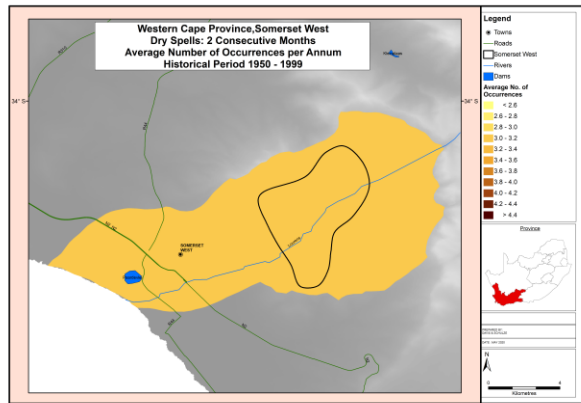 Western Cape Province,Somerset West
Dry Spells: 2 Consecutive Months
Average Number of Occurrences per Annum
Historical Period 1950 - 1999
34° S
34° S
SOMERSET
WEST
Legend
Towns
Roads
Somerset West
Rivers
Dams
Average No. of
Occurrences
< 2.6
2.6 - 2.8
2.8 - 3.0
3.0 - 3.2
3.2 - 3.4
3.4 - 3.6
3.6 - 3.8
3.8 - 4.0
4.0 - 4.2
4.2 - 4.4
> 4.4
Province
N
0
4
Kilometres